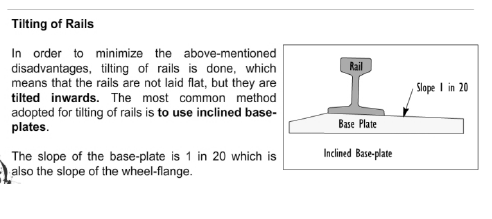 Tilting of Rails
In order to minimize the above-mentioned
disadvantages, tilting of rails is done, which
means that the rails are not laid flat, but they are
tilted inwards. The most common method
adopted for tilting of rails is to use inclined base-
plates.
The slope of the base-plate is 1 in 20 which is
also the slope of the wheel-flange.
Rail
Slope 1 in 20
Base Plate
Inclined Base-plate